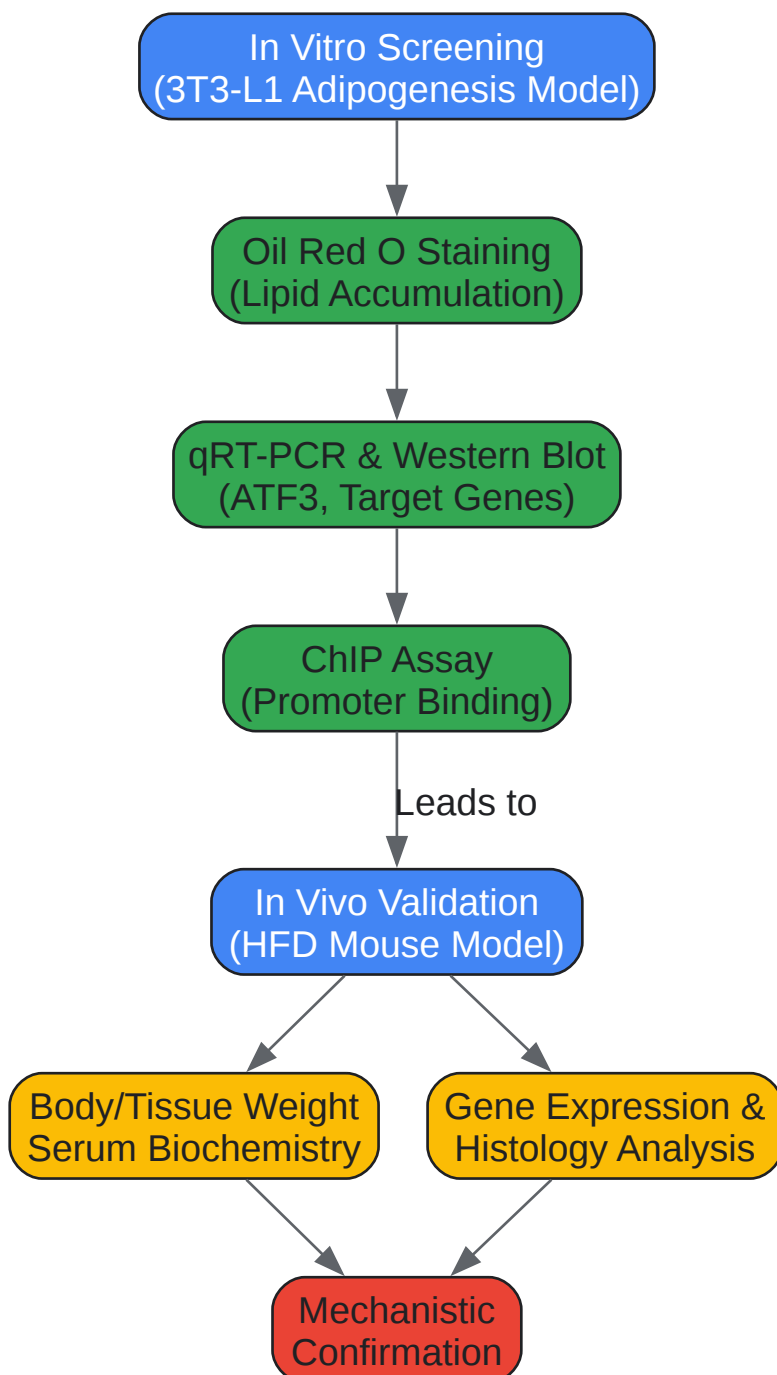 In Vitro Screening
(3T3-L1 Adipogenesis Model)
Oil Red O Staining
(Lipid Accumulation)
qRT-PCR & Western Blot
(ATF3, Target Genes)
ChIP Assay
(Promoter Binding)
Leads to
In Vivo Validation
(HFD Mouse Model)
Body/Tissue Weight
Serum Biochemistry
Gene Expression &
Histology Analysis
Mechanistic
Confirmation